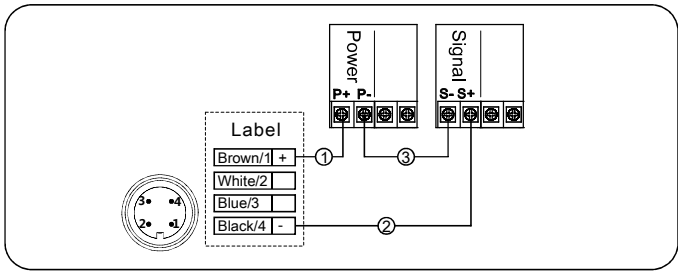 Power
P+ P-
Signal
S- S+
Label
Brown/1 +
White/2
Blue/3
Black/4 -
1
3
2
3 4
2 1